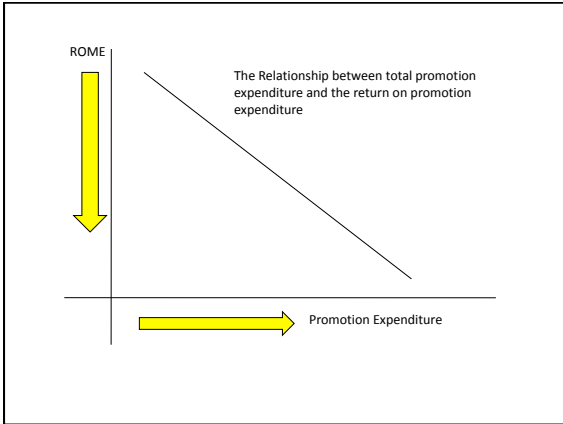 ROME
The Relationship between total promotion
expenditure and the return on promotion
expenditure
Promotion Expenditure